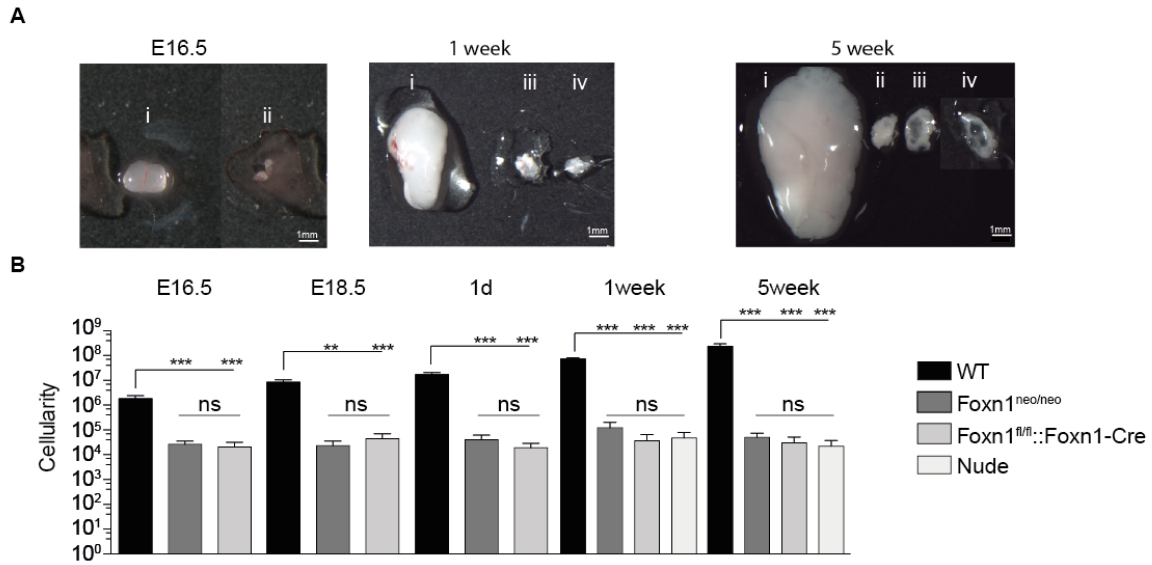 A
E16.5
1 week
5 week
i
ii
1mm
i
iii
iv
1mm
i
ii
iii
iv
1mm
B
E16.5
E18.5
1d
1week
5week
*** ***
** ***
*** ***
*** *** ***
*** *** ***
ns
ns
ns
ns
ns
Cellularity
10⁹
10⁸
10⁷
10⁶
10⁵
10⁴
10³
10²
10¹
10⁰
WT
Foxn1neo/neo
Foxn1fl/fl::Foxn1-Cre
Nude